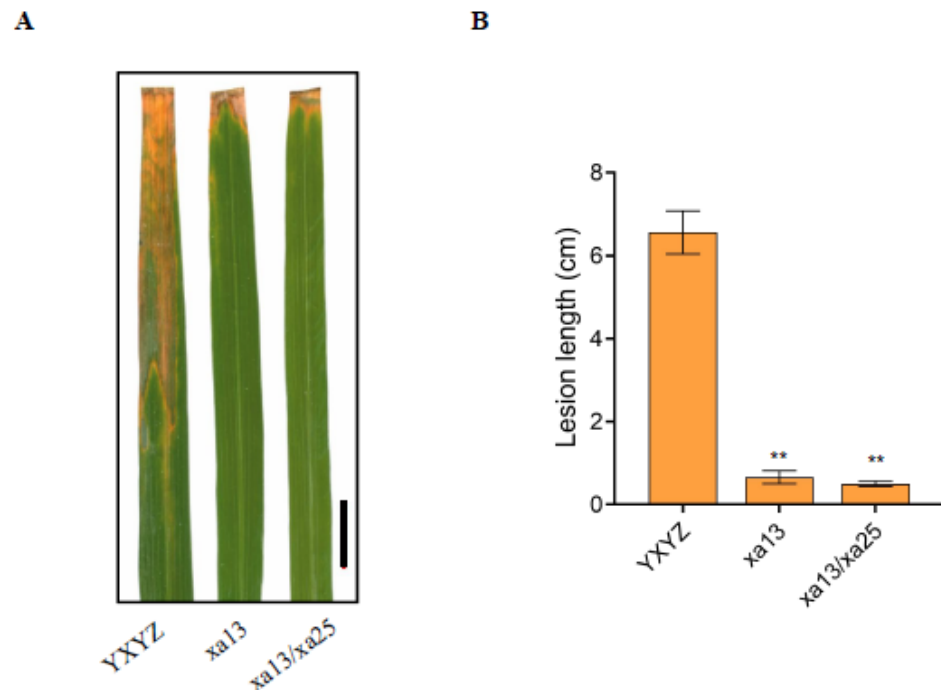 A
B
YXYZ
xa13
xa13/xa25
Lesion length (cm)
8
6
4
2
0
**
**
YXYZ
xa13
xa13/xa25